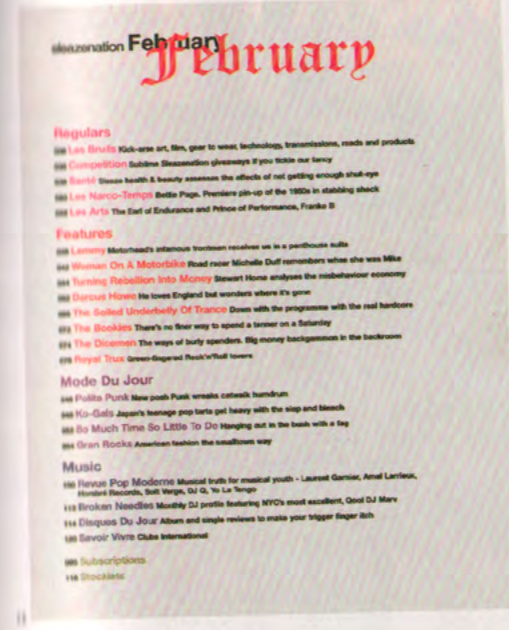 sleazenation February
February
Regulars
Les Bruits Kick-arse art, film, gear to wear, technology, transmissions, reads and products
Competition Sublime Sleazenation giveaways if you tickle our fancy
Santé Sleaze health & beauty assesses the effects of not getting enough shut-eye
Les Narco-Temps Bettie Page. Premiere pin-up of the 1950s in stabbing shock
Les Arts The Earl of Endurance and Prince of Performance, Franko B
Features
Lemmy Motorhead's infamous frontman receives us in a penthouse suite
Woman On A Motorbike Road racer Michelle Duff remembers when she was Mike
Turning Rebellion Into Money Stewart Home analyses the misbehaviour economy
Darcus Howe He loves England but wonders where it's gone
The Soiled Underbelly Of Trance Down with the programme with the real hardcore
The Bookies There's no finer way to spend a tenner on a Saturday
The Dicemen The ways of burly spenders. Big money backgammon in the backroom
Royal Trux Green-fingered Rock'n'Roll lovers
Mode Du Jour
Polite Punk New posh Punk wreaks catwalk humdrum
Ko-Gals Japan's teenage pop tarts get heavy with the slap and bleach
So Much Time So Little To Do Hanging out in the bush with a fag
Gran Rocks American fashion the smalltown way
Music
100 Revue Pop Moderne Musical truth for musical youth - Laurent Garnier, Amel Larrieux,
Records, Soit Verge, DJ Q, Yo La Tengo
113 Broken Needles Monthly DJ profile featuring NYC's most excellent, Qool DJ Marv
114 Disques Du Jour Album and single reviews to make your trigger finger itch
120 Savoir Vivre Clubs International
Subscriptions
118 Stockists